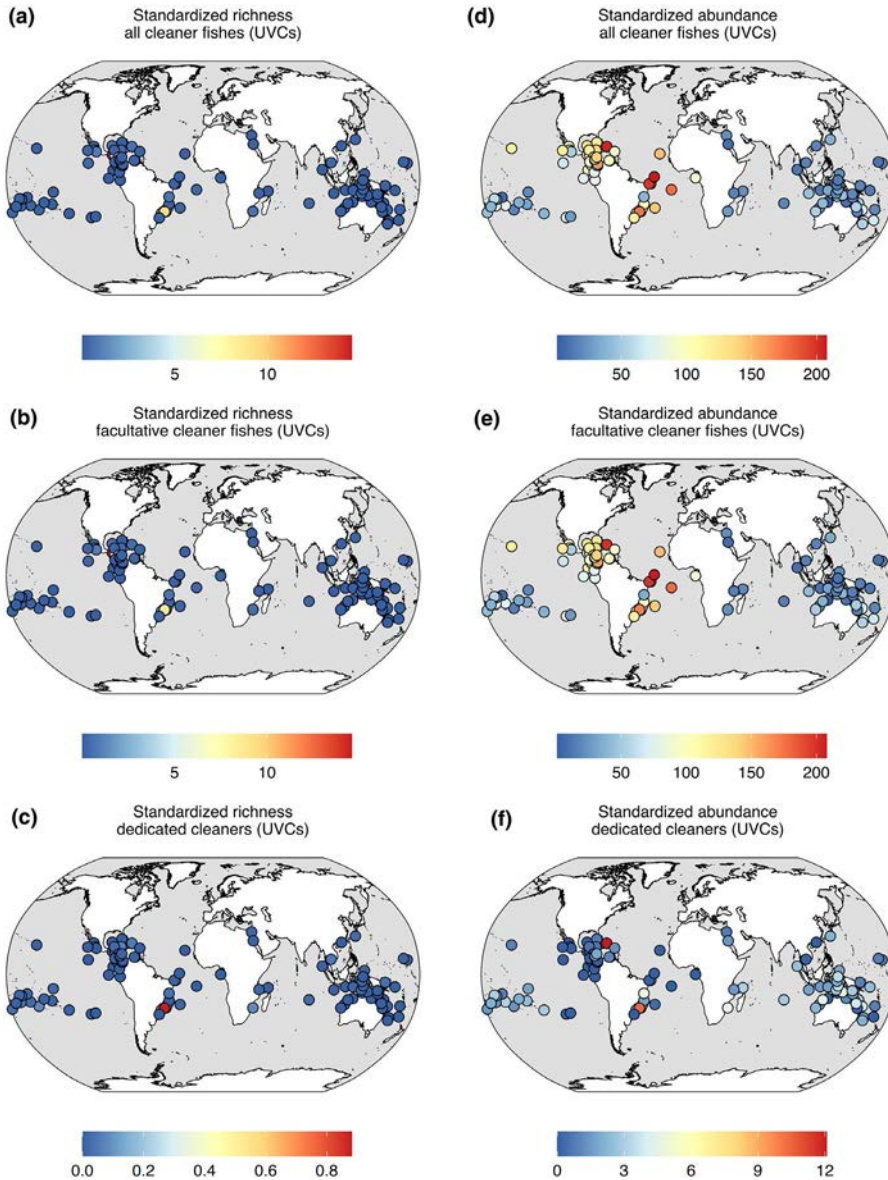 (a)
Standardized richness
all cleaner fishes (UVCs)
5 10
(d)
Standardized abundance
all cleaner fishes (UVCs)
50 100 150 200
(b)
Standardized richness
facultative cleaner fishes (UVCs)
5 10
(e)
Standardized abundance
facultative cleaner fishes (UVCs)
50 100 150 200
(c)
Standardized richness
dedicated cleaners (UVCs)
0.0 0.2 0.4 0.6 0.8
(f)
Standardized abundance
dedicated cleaners (UVCs)
0 3 6 9 12